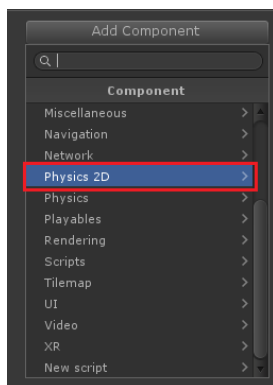 Add Component
Component
Miscellaneous
Navigation
Network
Physics 2D
Physics
Playables
Rendering
Scripts
Tilemap
UI
Video
XR
New script